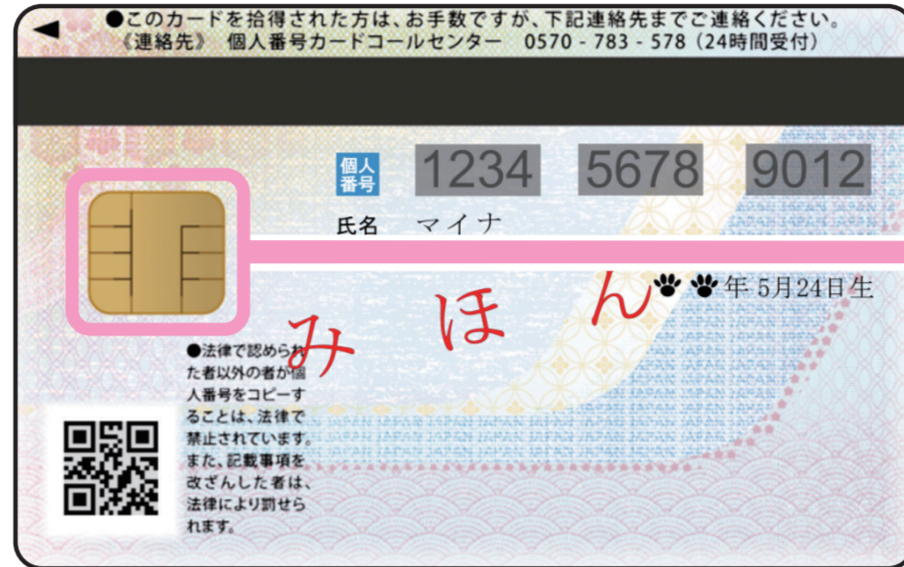 ●このカードを拾得された方は、お手数ですが、下記連絡先までご連絡ください。
《連絡先》 個人番号カードコールセンター 0570 - 783 - 578（24時間受付）
個人
番号
1234 5678 9012
氏名 マイナ
年 5月24日生
みほん
●法律で認められ
た者以外の者が個
人番号をコピーす
ることは、法律で
禁止されています。
また、記載事項を
改ざんした者は、
法律により罰せら
れます。